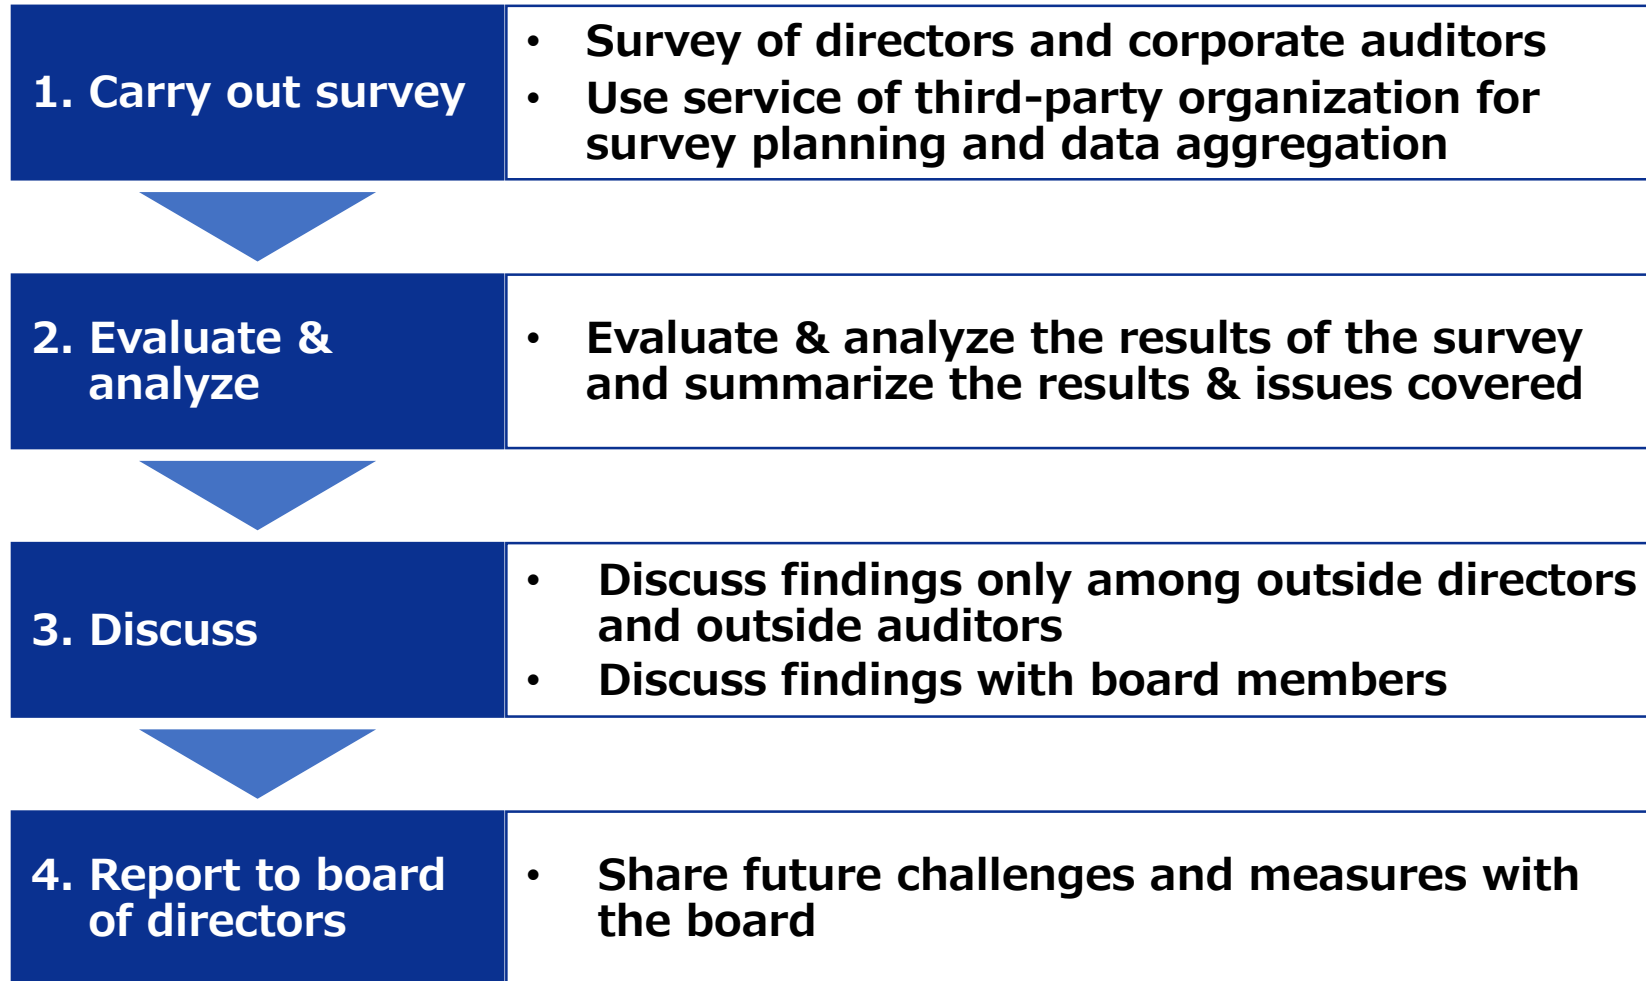 1. Carry out survey
• Survey of directors and corporate auditors
• Use service of third-party organization for
survey planning and data aggregation
2. Evaluate &
analyze
• Evaluate & analyze the results of the survey
and summarize the results & issues covered
3. Discuss
• Discuss findings only among outside directors
and outside auditors
• Discuss findings with board members
4. Report to board
of directors
• Share future challenges and measures with
the board